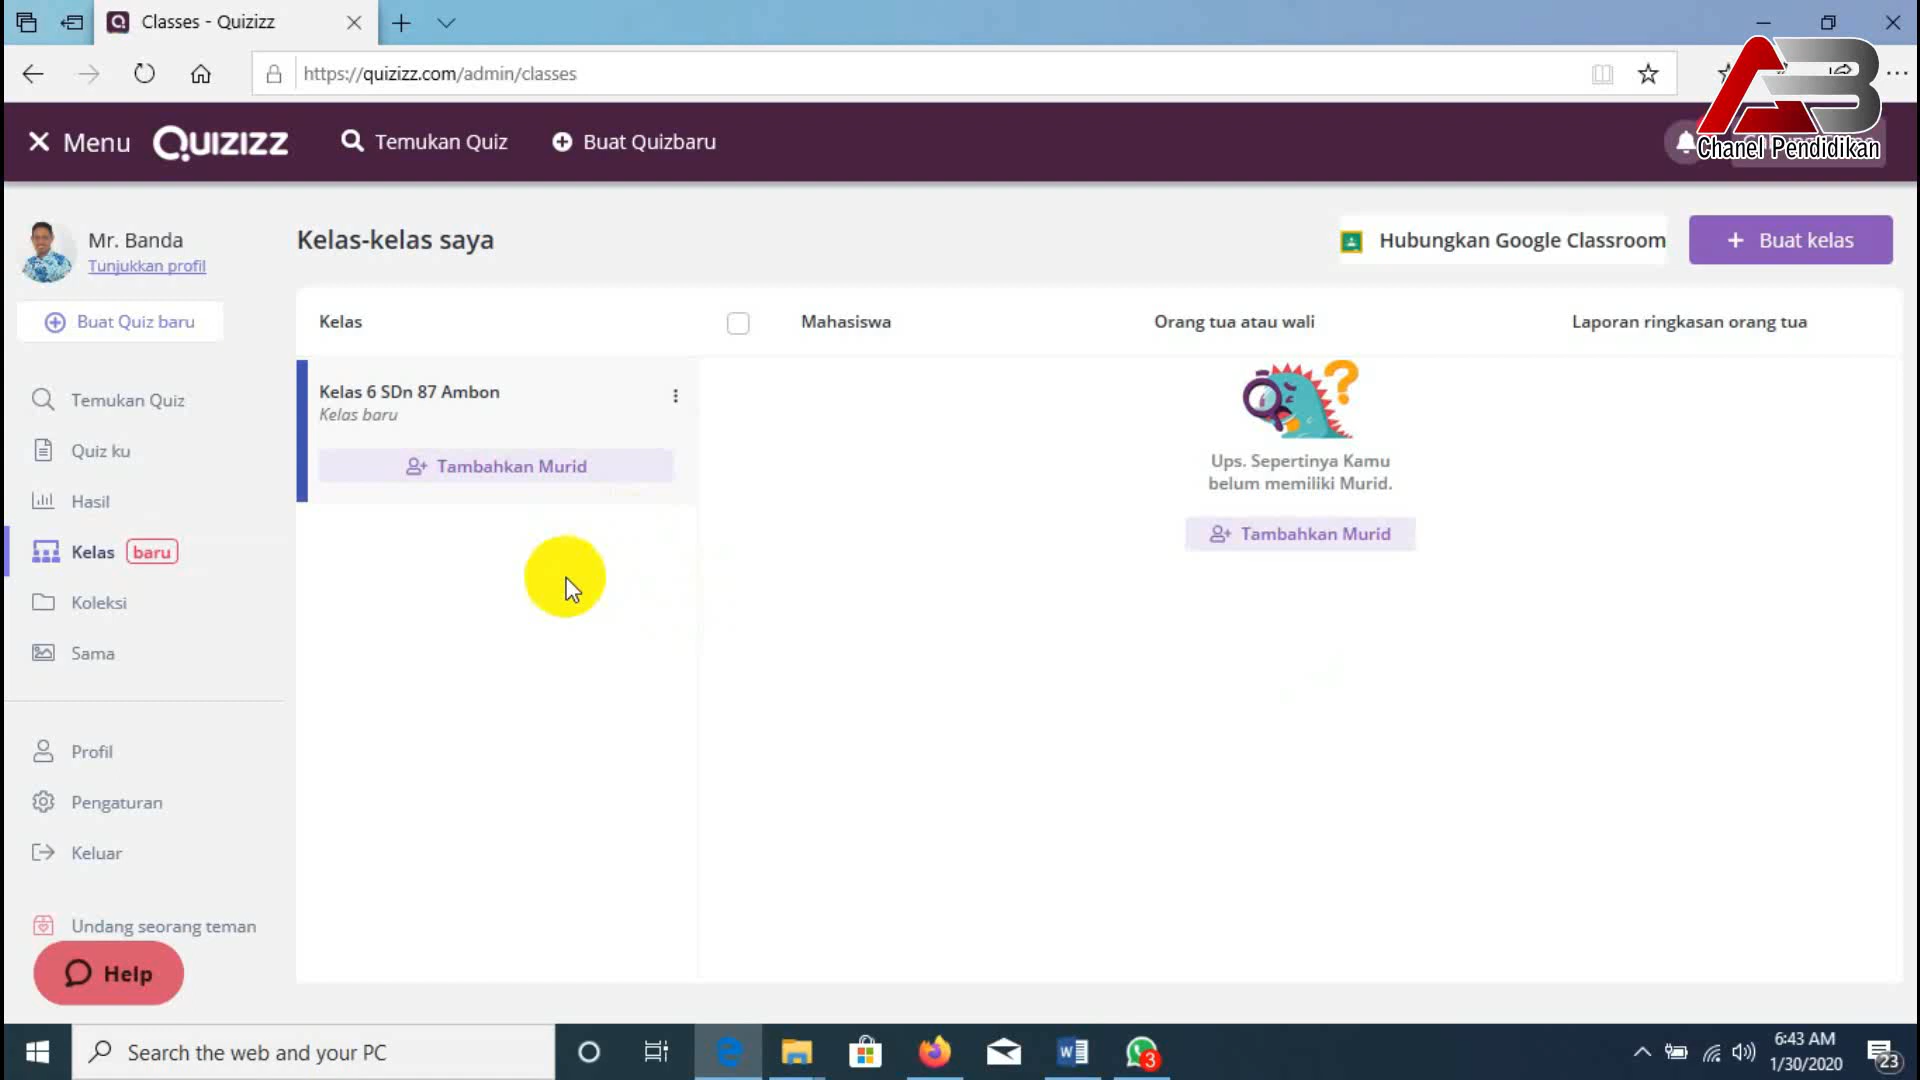 Classes - Quizizz
https://quizizz.com/admin/classes
Menu
QUIZIZZ
Temukan Quiz
Buat Quizbaru
AB
Chanel Pendidikan
Mr. Banda
Tunjukkan profil
Buat Quiz baru
Temukan Quiz
Quiz ku
Hasil
Kelas baru
Koleksi
Sama
Profil
Pengaturan
Keluar
Undang seorang teman
Help
Kelas-kelas saya
Hubungkan Google Classroom
+ Buat kelas
Kelas
Mahasiswa
Orang tua atau wali
Laporan ringkasan orang tua
Kelas 6 SDn 87 Ambon
Kelas baru
Tambahkan Murid
Ups. Sepertinya Kamu
belum memiliki Murid.
Tambahkan Murid
Search the web and your PC
3
6:43 AM
1/30/2020
23